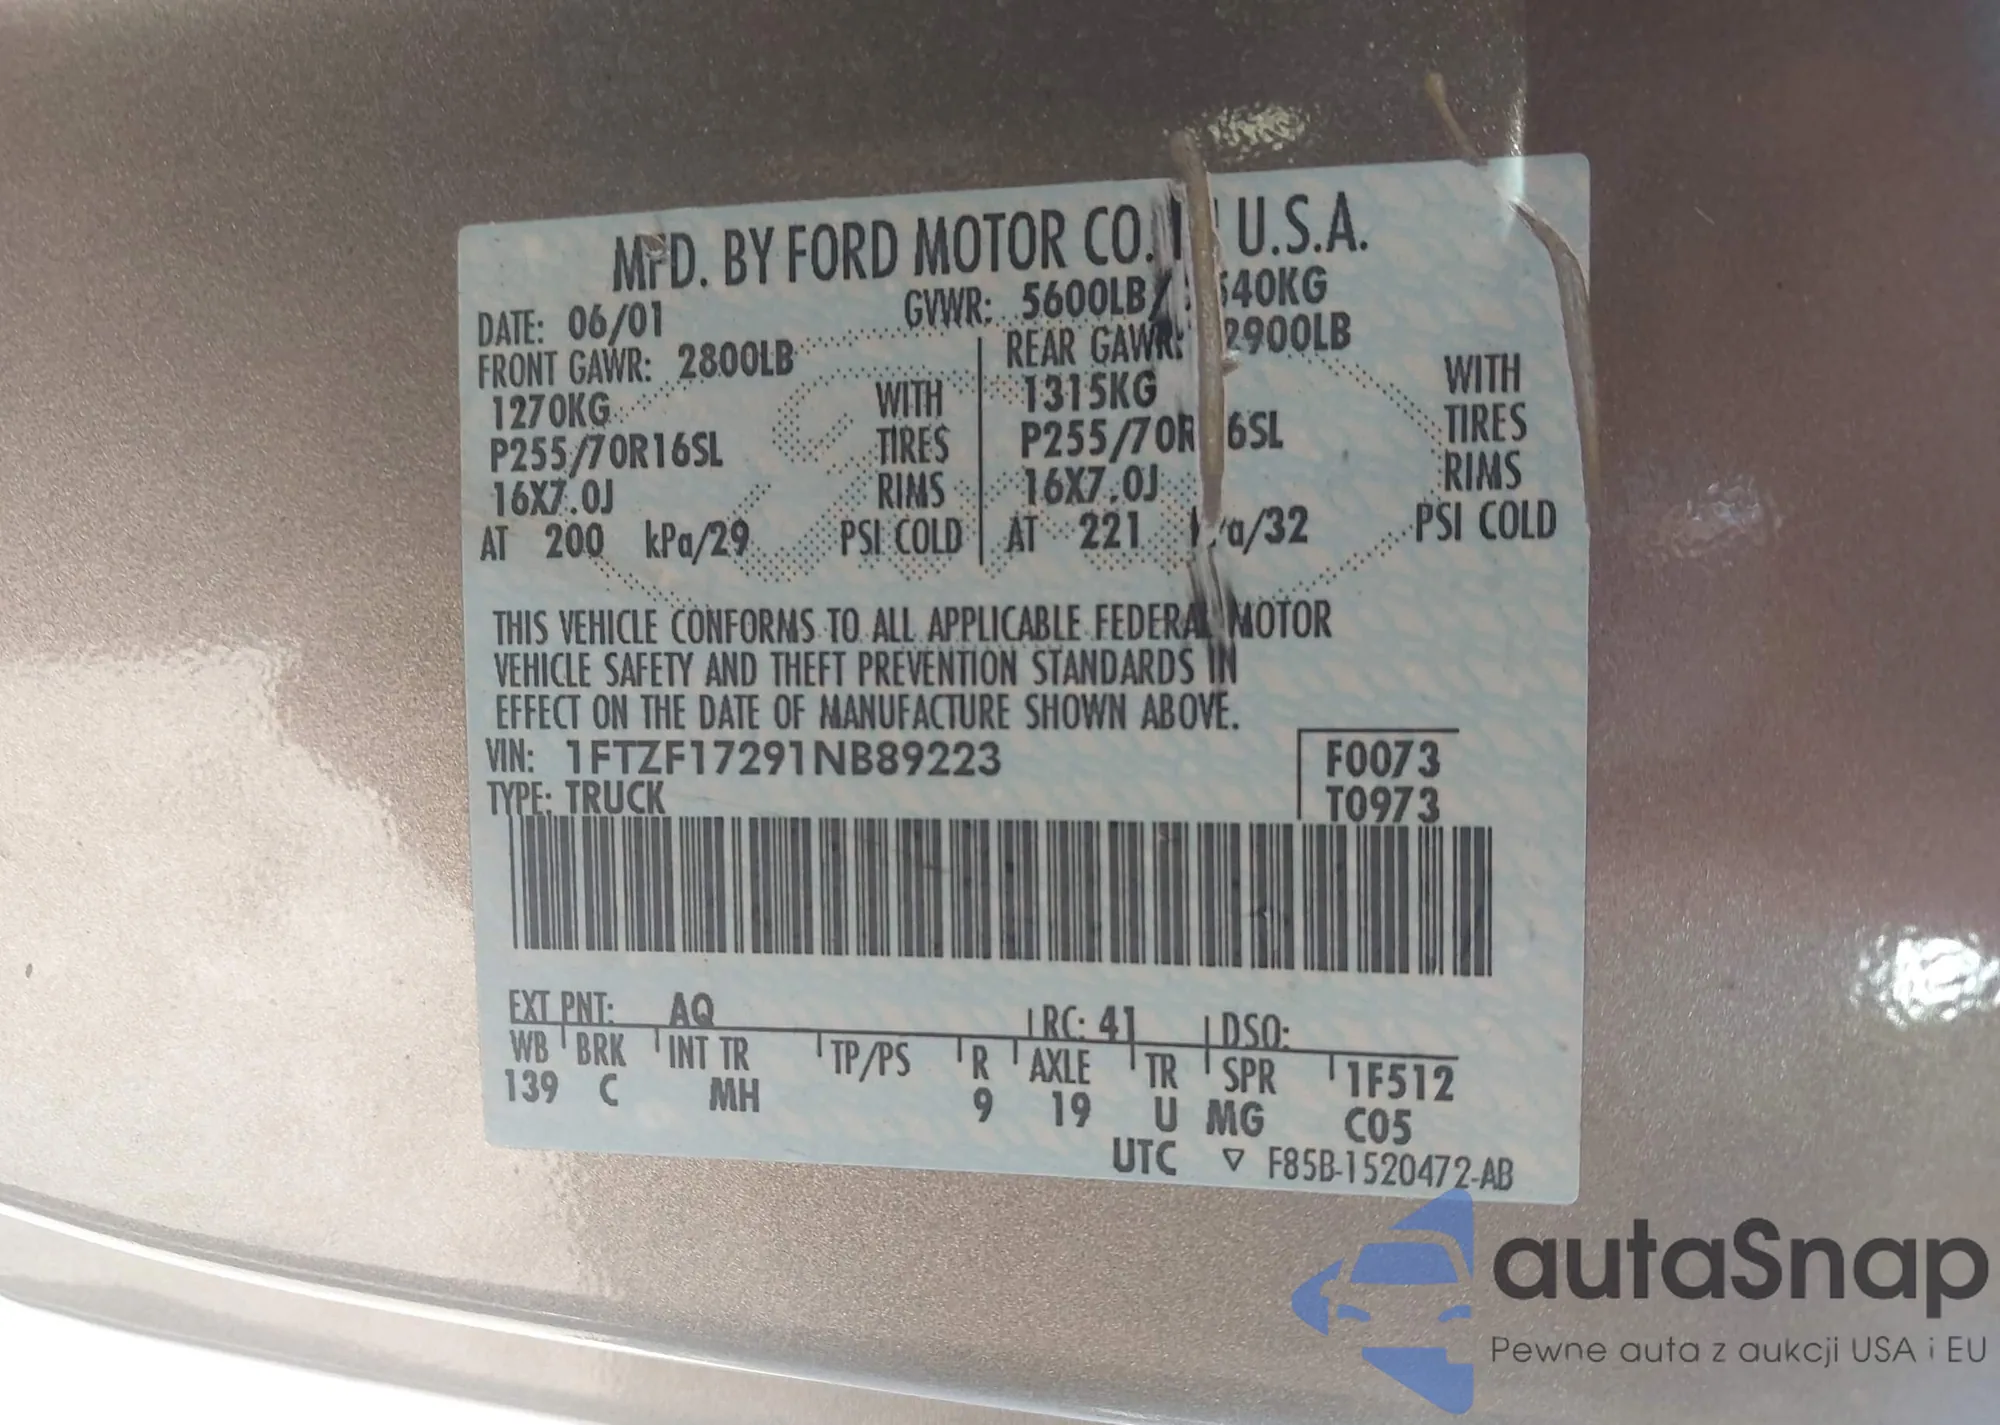 MFD. BY FORD MOTOR CO. U.S.A.
DATE: 06/01 GVWR: 5600LB/ 540KG
FRONT GAWR: 2800LB REAR GAWR: 2900LB
1270KG WITH 1315KG WITH
P255/70R16SL TIRES P255/70R 6SL TIRES
16X7.0J RIMS 16X7.0J RIMS
AT 200 kPa/29 PSI COLD AT 221 /32 PSI COLD
THIS VEHICLE CONFORMS TO ALL APPLICABLE FEDERAL MOTOR
VEHICLE SAFETY AND THEFT PREVENTION STANDARDS IN
EFFECT ON THE DATE OF MANUFACTURE SHOWN ABOVE.
VIN: 1FTZF17291NB89223 F0073
TYPE: TRUCK T0973
EXT PNT: AQ RC: 41 DSO:
WB BRK INT TR TP/PS R AXLE TR SPR 1F512
139 C MH 9 19 U MG C05
UTC ▽ F85B-1520472-AB
autaSnap
Pewne auta z aukcji USA i EU